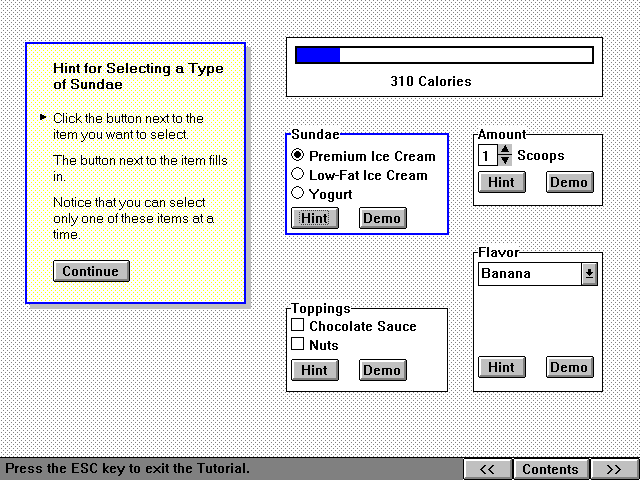 Hint for Selecting a Type
of Sundae
Click the button next to the
item you want to select.
The button next to the item fills
in.
Notice that you can select
only one of these items at a
time.
Continue
310 Calories
Sundae
Premium Ice Cream
Low-Fat Ice Cream
Yogurt
Hint Demo
Amount
1 Scoops
Hint Demo
Flavor
Banana
Hint Demo
Toppings
Chocolate Sauce
Nuts
Hint Demo
Press the ESC key to exit the Tutorial.
<< Contents >>